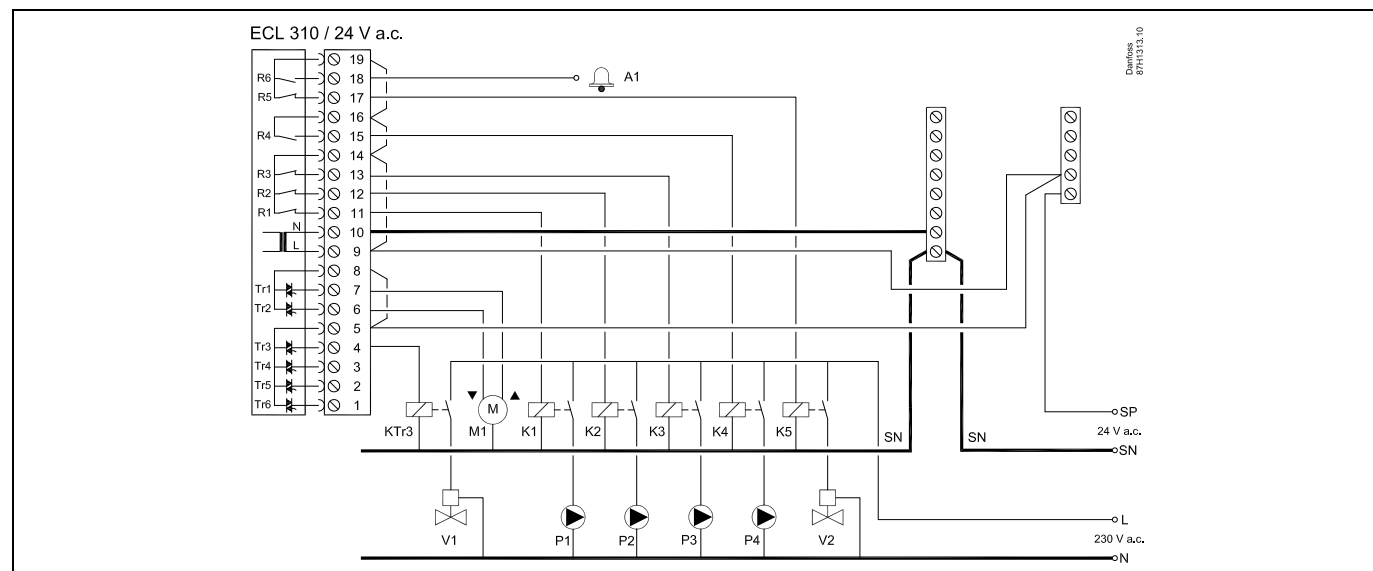 ECL 310 / 24 V a.c.
Danfoss
87H1313.10
19
R6 18 A1
R5 17
16
R4 15
14
R3 13
R2 12
R1 11
N 10
L 9
8
Tr1 7
Tr2 6
5
Tr3 4
Tr4 3
Tr5 2
Tr6 1
M
SP
KTr3 M1 K1 K2 K3 K4 K5 SN SN 24 V a.c.
SN
L
V1 P1 P2 P3 P4 V2 230 V a.c.
N